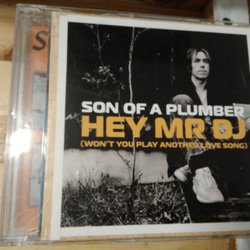 SON OF A PLUMBER
HEY MR DJ
(WON'T YOU PLAY ANOTHER LOVE SONG)